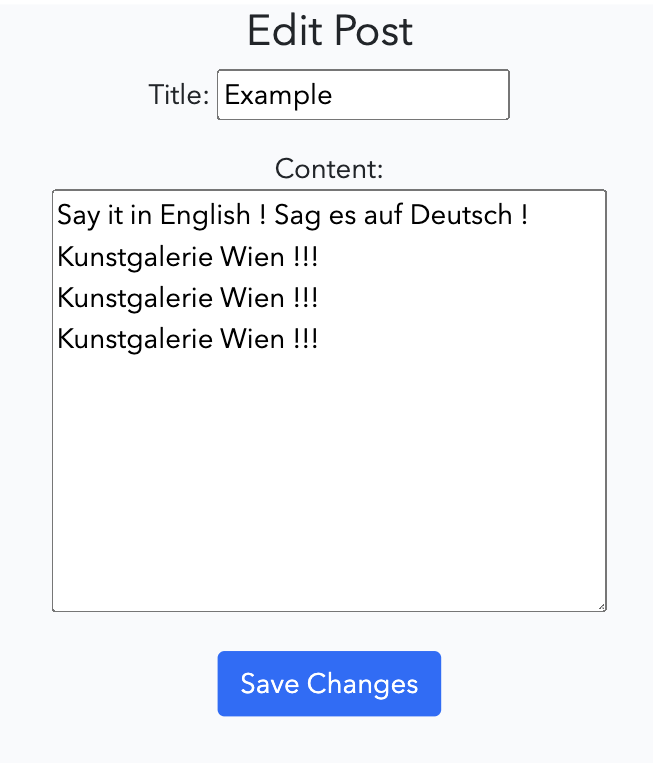 Edit Post
Title: Example
Content:
Say it in English ! Sag es auf Deutsch !
Kunstgalerie Wien !!!
Kunstgalerie Wien !!!
Kunstgalerie Wien !!!
Save Changes